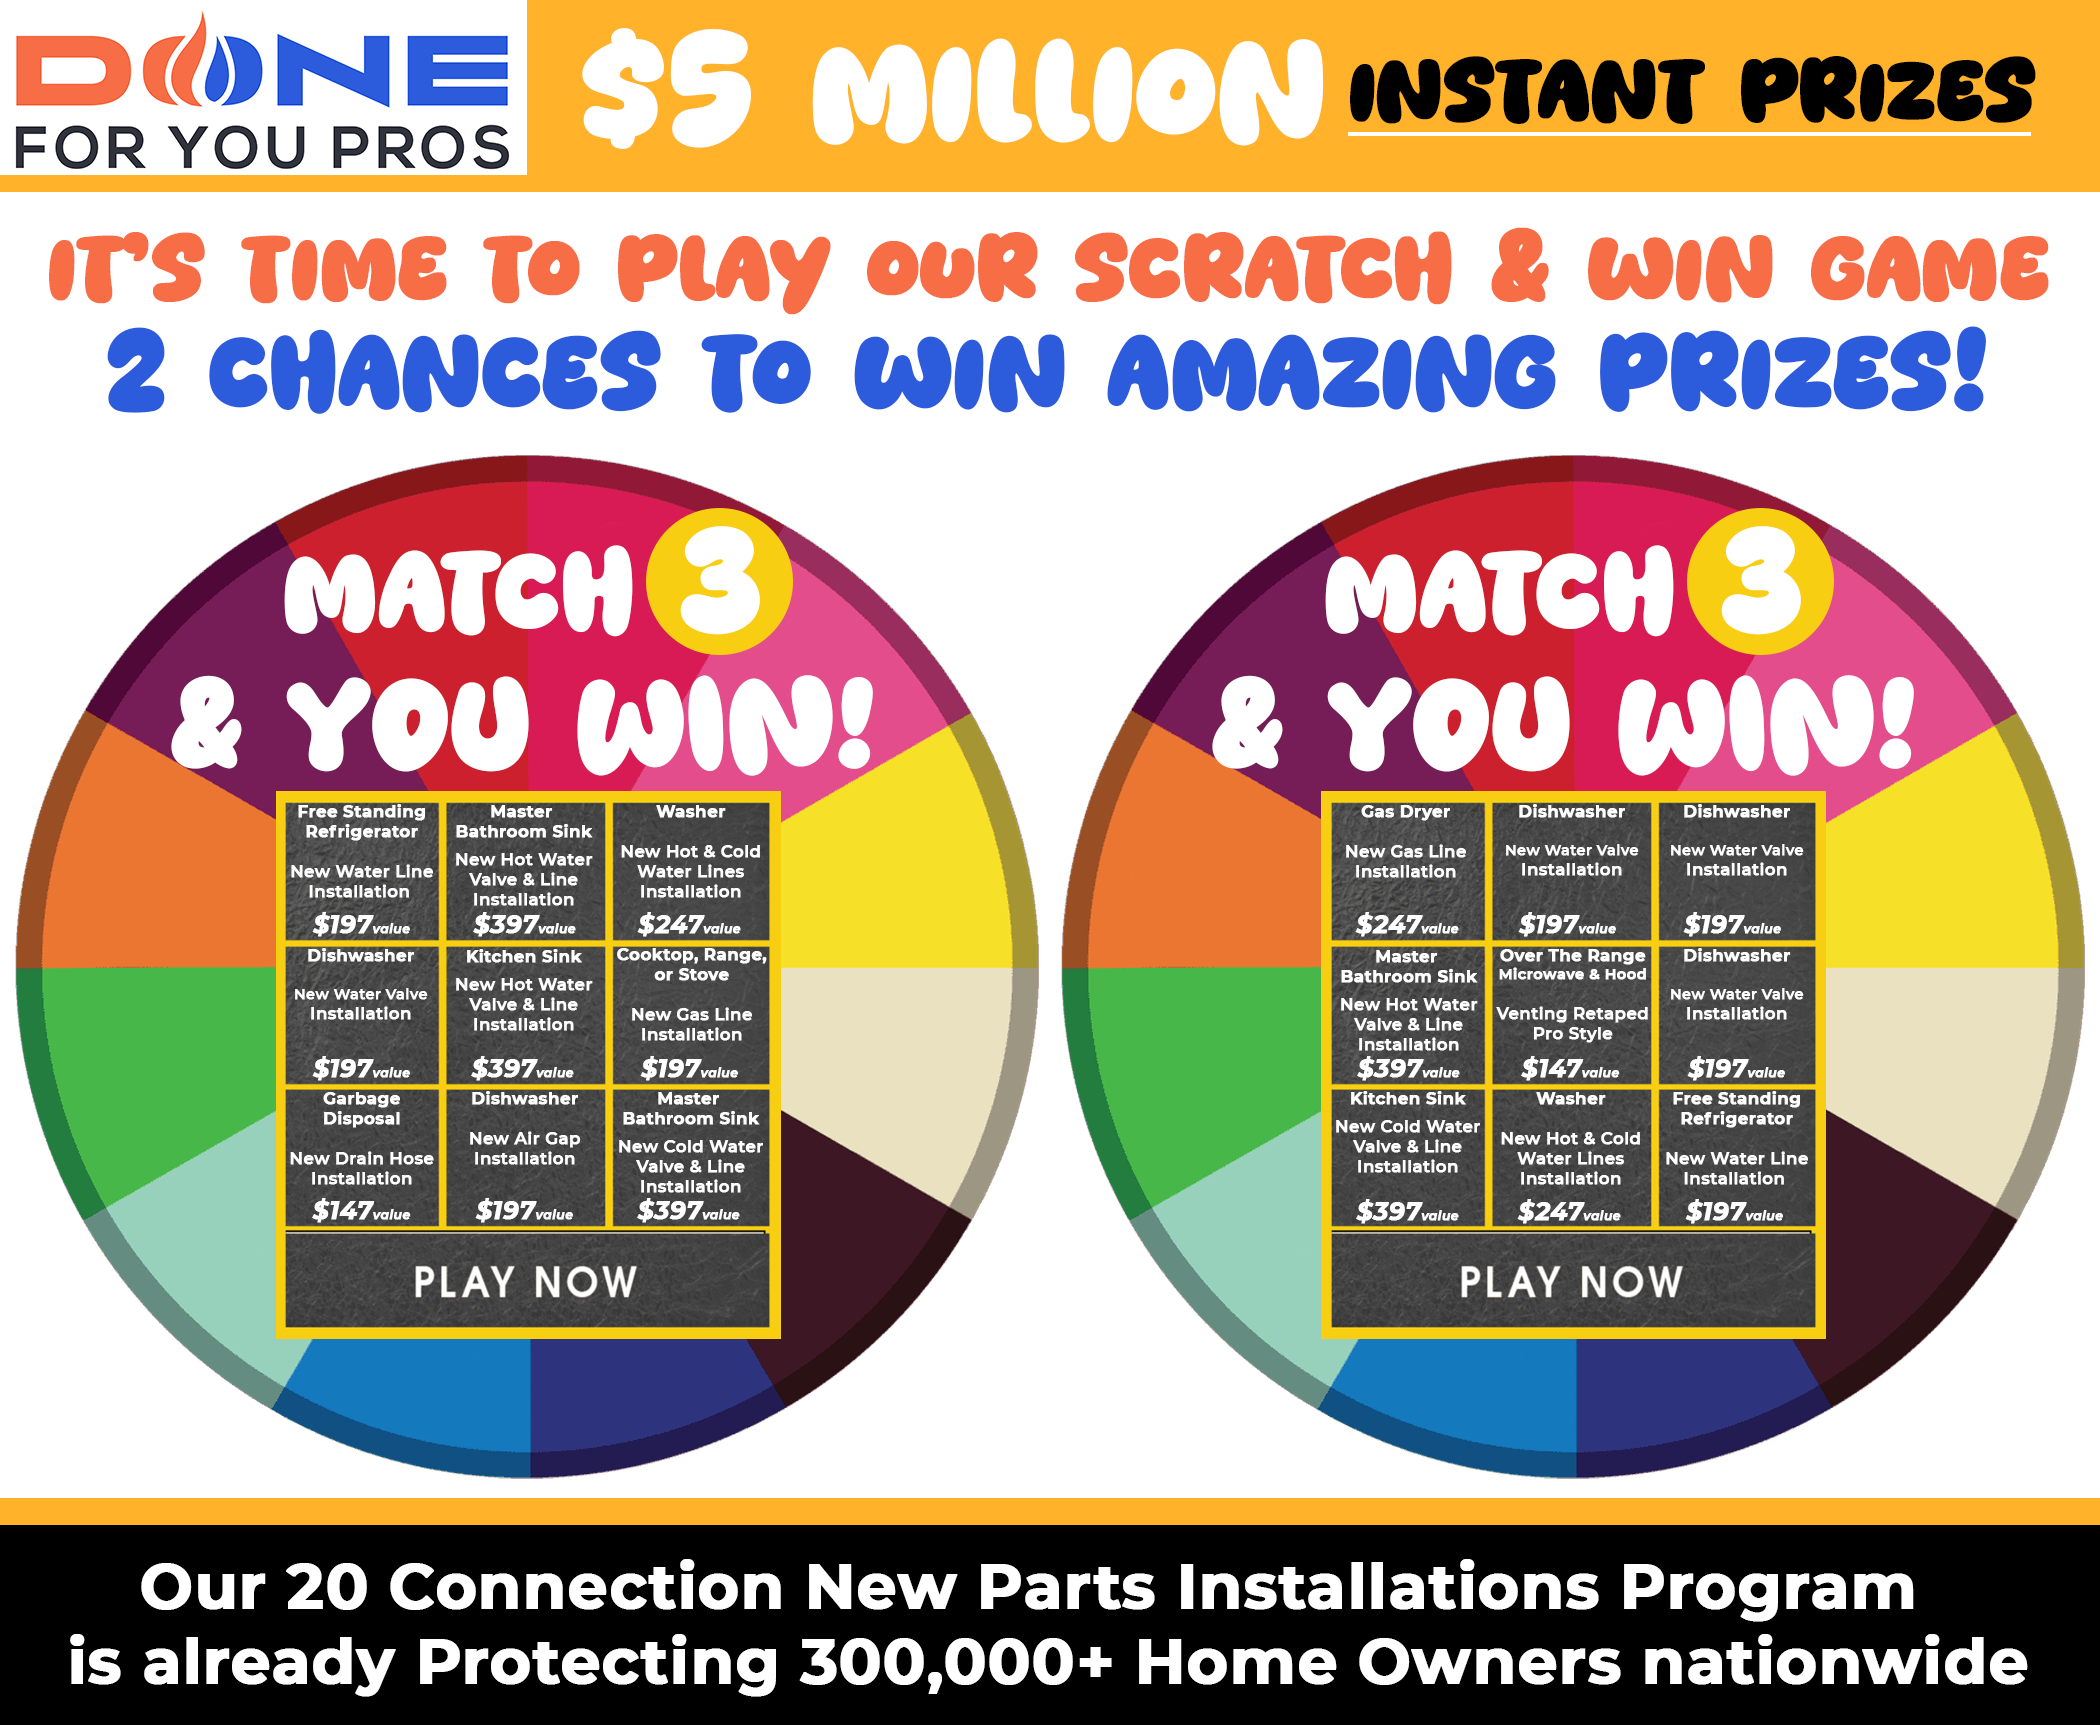 DONE
FOR YOU PROS
$5 MILLION INSTANT PRIZES
IT'S TIME TO PLAY OUR SCRATCH & WIN GAME
2 CHANCES TO WIN AMAZING PRIZES!
MATCH 3
& YOU WIN!
Free Standing
Refrigerator
New Water Line
Installation
$197value
Master
Bathroom Sink
New Hot Water
Valve & Line
Installation
$397value
Washer
New Hot & Cold
Water Lines
Installation
$247value
Dishwasher
New Water Valve
Installation
$197value
Kitchen Sink
New Hot Water
Valve & Line
Installation
$397value
Cooktop, Range,
or Stove
New Gas Line
Installation
$197value
Garbage
Disposal
New Drain Hose
Installation
$147value
Dishwasher
New Air Gap
Installation
$197value
Master
Bathroom Sink
New Cold Water
Valve & Line
Installation
$397value
PLAY NOW
MATCH 3
& YOU WIN!
Gas Dryer
New Gas Line
Installation
$247value
Dishwasher
New Water Valve
Installation
$197value
Dishwasher
New Water Valve
Installation
$197value
Master
Bathroom Sink
New Hot Water
Valve & Line
Installation
$397value
Over The Range
Microwave & Hood
Venting Retaped
Pro Style
$147value
Dishwasher
New Water Valve
Installation
$197value
Kitchen Sink
New Cold Water
Valve & Line
Installation
$397value
Washer
New Hot & Cold
Water Lines
Installation
$247value
Free Standing
Refrigerator
New Water Line
Installation
$197value
PLAY NOW
Our 20 Connection New Parts Installations Program
is already Protecting 300,000+ Home Owners nationwide